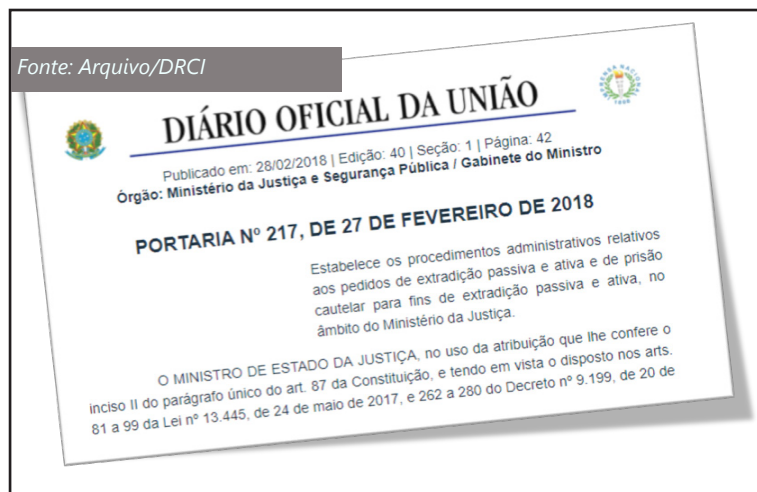 Fonte: Arquivo/DRCI
DIÁRIO OFICIAL DA UNIÃO
Publicado em: 28/02/2018 | Edição: 40 | Seção: 1 | Página: 42
Órgão: Ministério da Justiça e Segurança Pública / Gabinete do Ministro
PORTARIA Nº 217, DE 27 DE FEVEREIRO DE 2018
Estabelece os procedimentos administrativos relativos
aos pedidos de extradição passiva e ativa e de prisão
cautelar para fins de extradição passiva e ativa, no
âmbito do Ministério da Justiça.
O MINISTRO DE ESTADO DA JUSTIÇA, no uso da atribuição que lhe confere o
inciso II do parágrafo único do art. 87 da Constituição, e tendo em vista o disposto nos arts.
81 a 99 da Lei nº 13.445, de 24 de maio de 2017, e 262 a 280 do Decreto nº 9.199, de 20 de